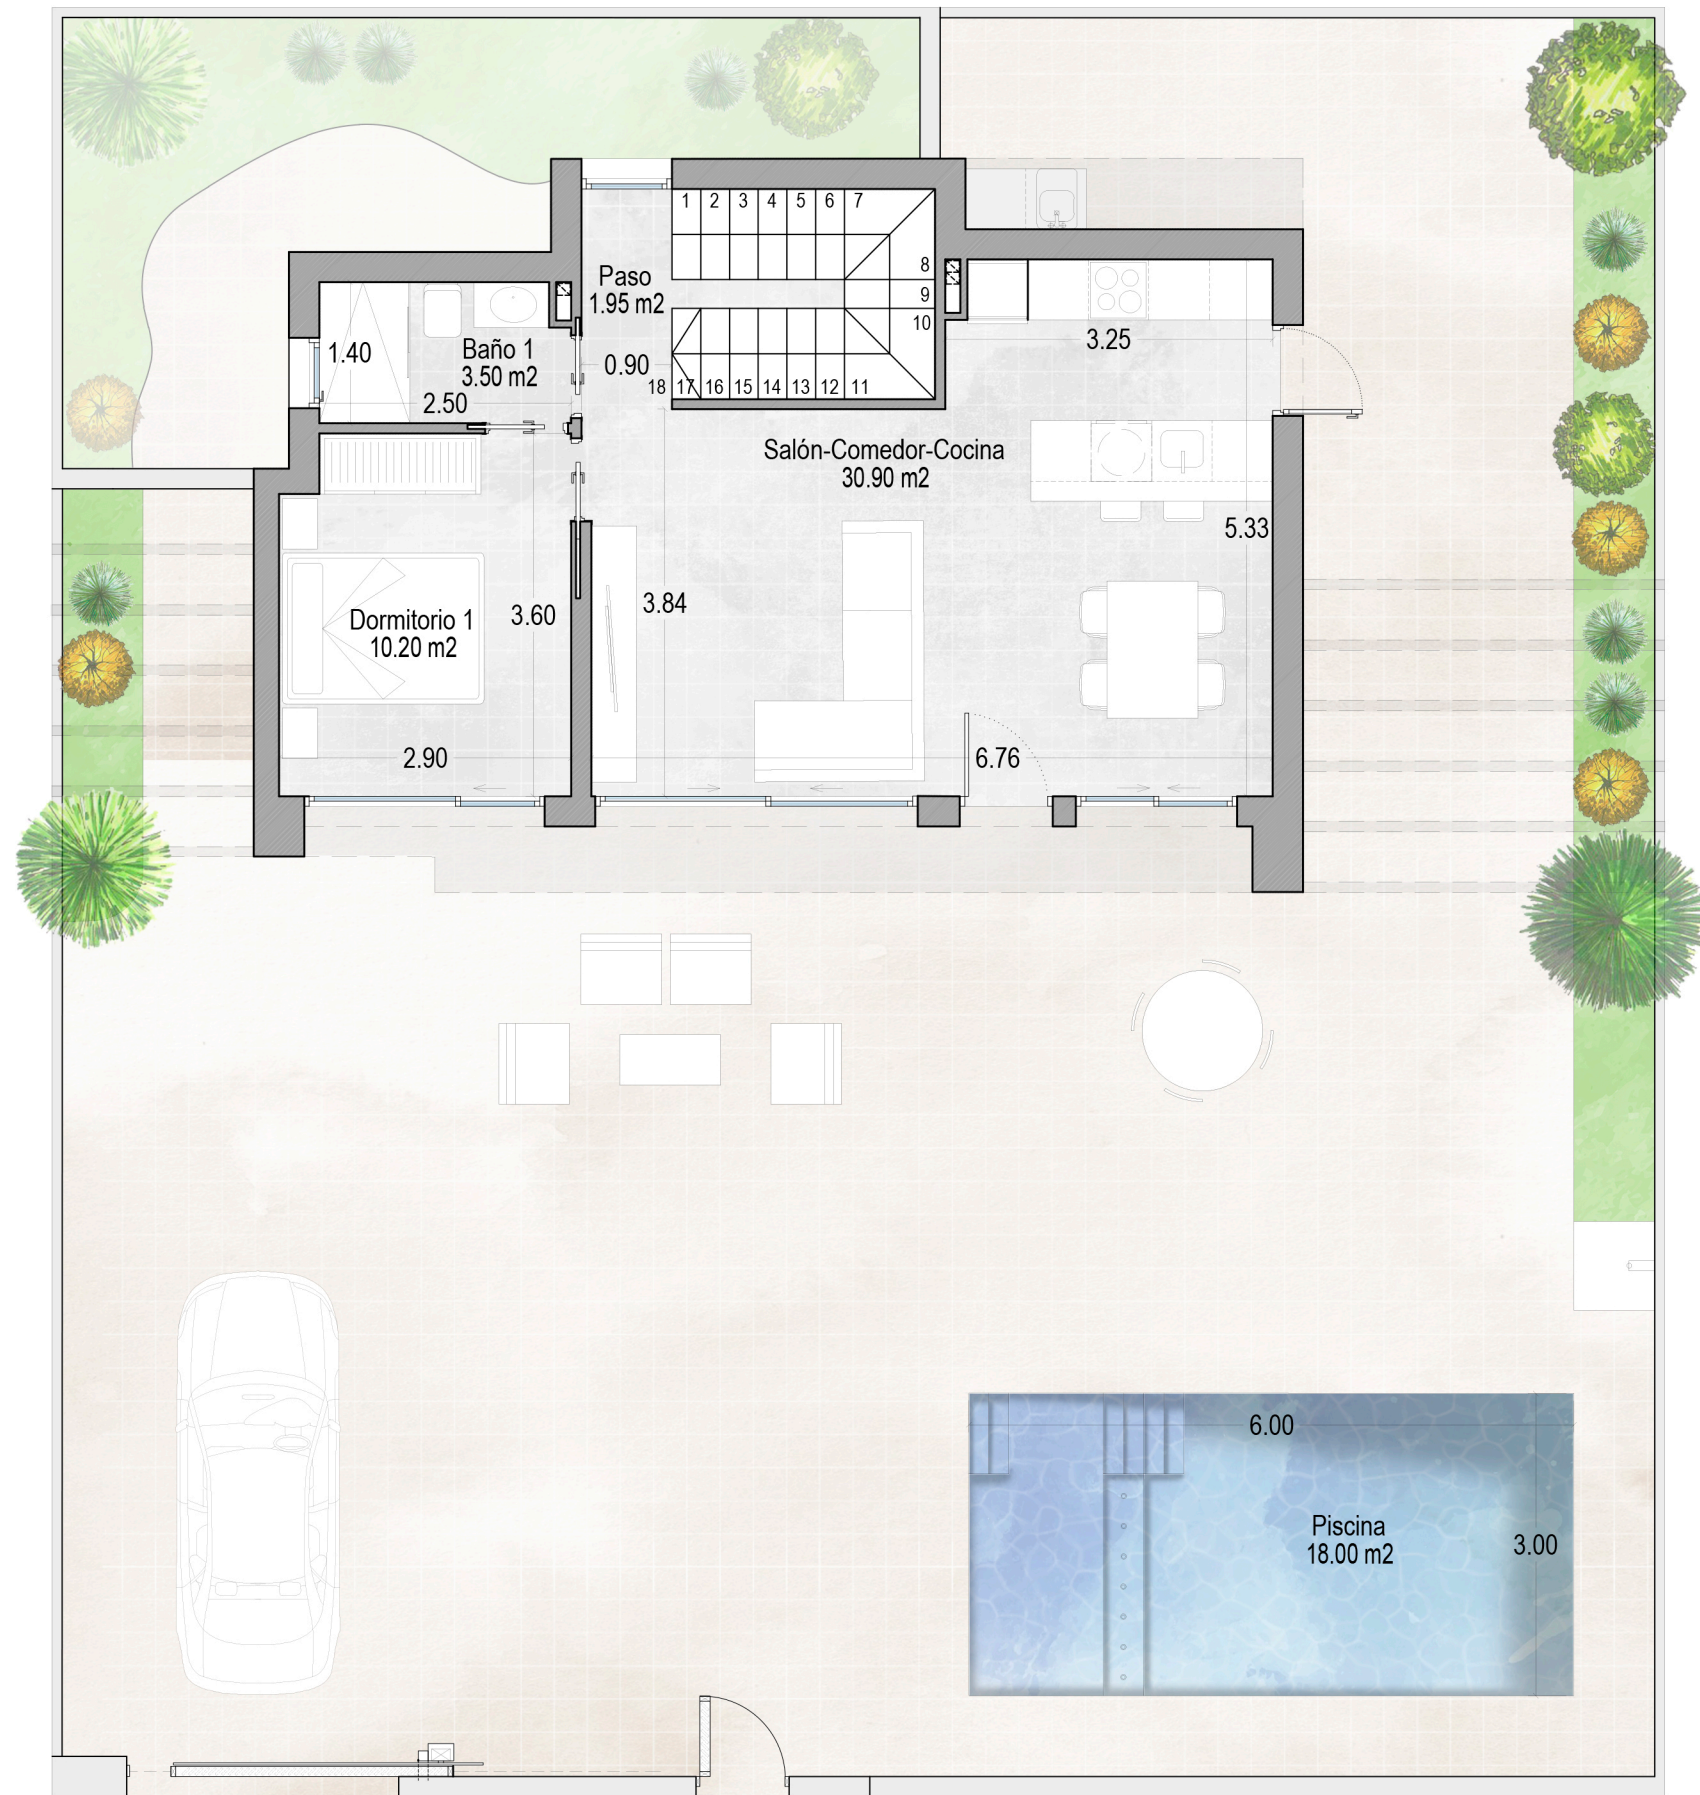 1 2 3 4 5 6 7
8
9
10
18 17 16 15 14 13 12 11
Paso
1.95 m2
0.90
Baño 1
3.50 m2
1.40
2.50
3.25
Salón-Comedor-Cocina
30.90 m2
5.33
3.84
6.76
Dormitorio 1
10.20 m2
3.60
2.90
6.00
Piscina
18.00 m2
3.00